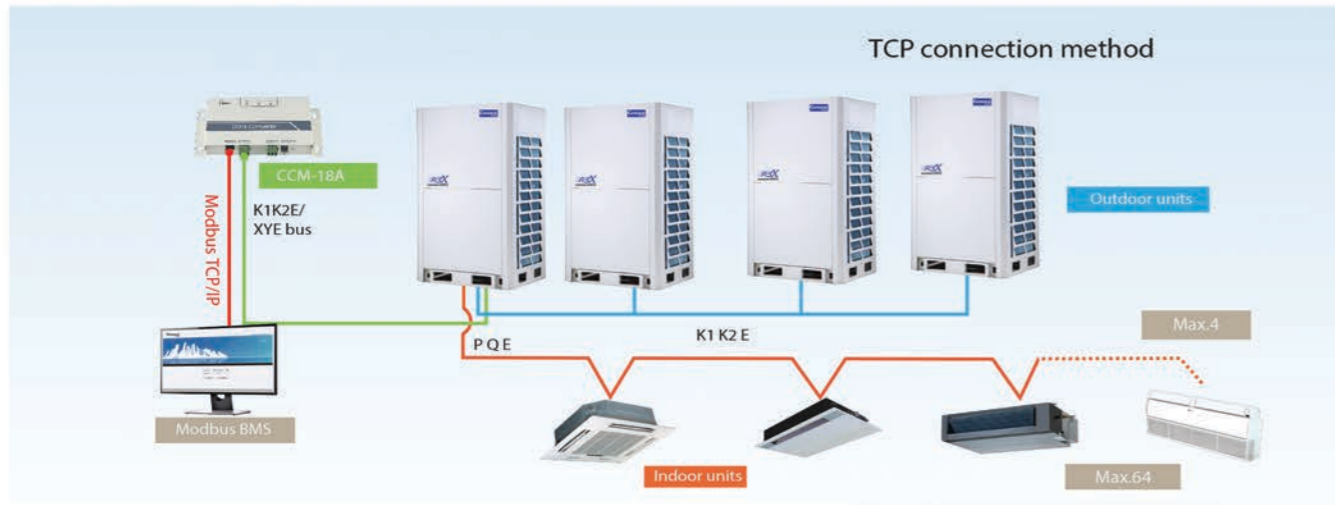 TCP connection method
CCM-18A
K1K2E/
XYE bus
Modbus TCP/IP
Outdoor units
P Q E
K1 K2 E
Max.4
Modbus BMS
Indoor units
Max.64